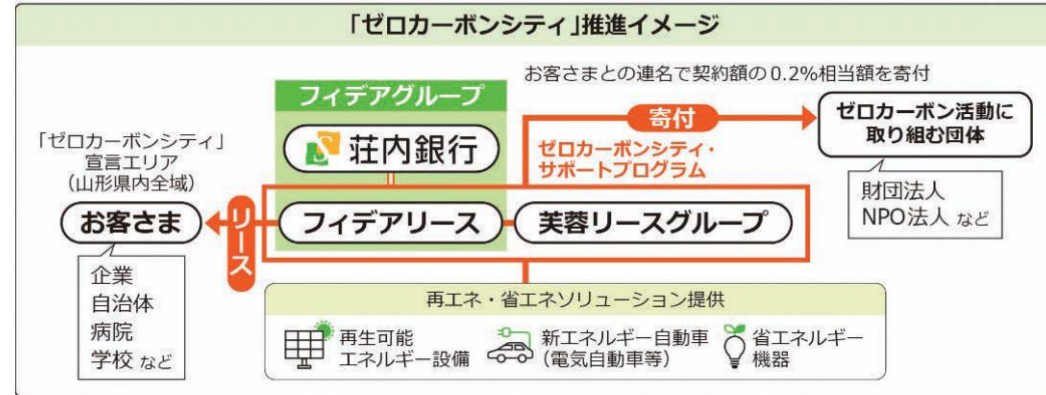 「ゼロカーボンシティ」推進イメージ
お客さまとの連名で契約額の0.2%相当額を寄付
フィデアグループ
寄付
ゼロカーボン活動に
取り組む団体
荘内銀行
ゼロカーボンシティ・
サポートプログラム
「ゼロカーボンシティ」
宣言エリア
(山形県内全域)
財団法人
NPO法人 など
お客さま
リース
フィデアリース
芙蓉リースグループ
企業
自治体
病院
学校 など
再エネ・省エネソリューション提供
再生可能
エネルギー設備
新エネルギー自動車
(電気自動車等)
省エネルギー
機器